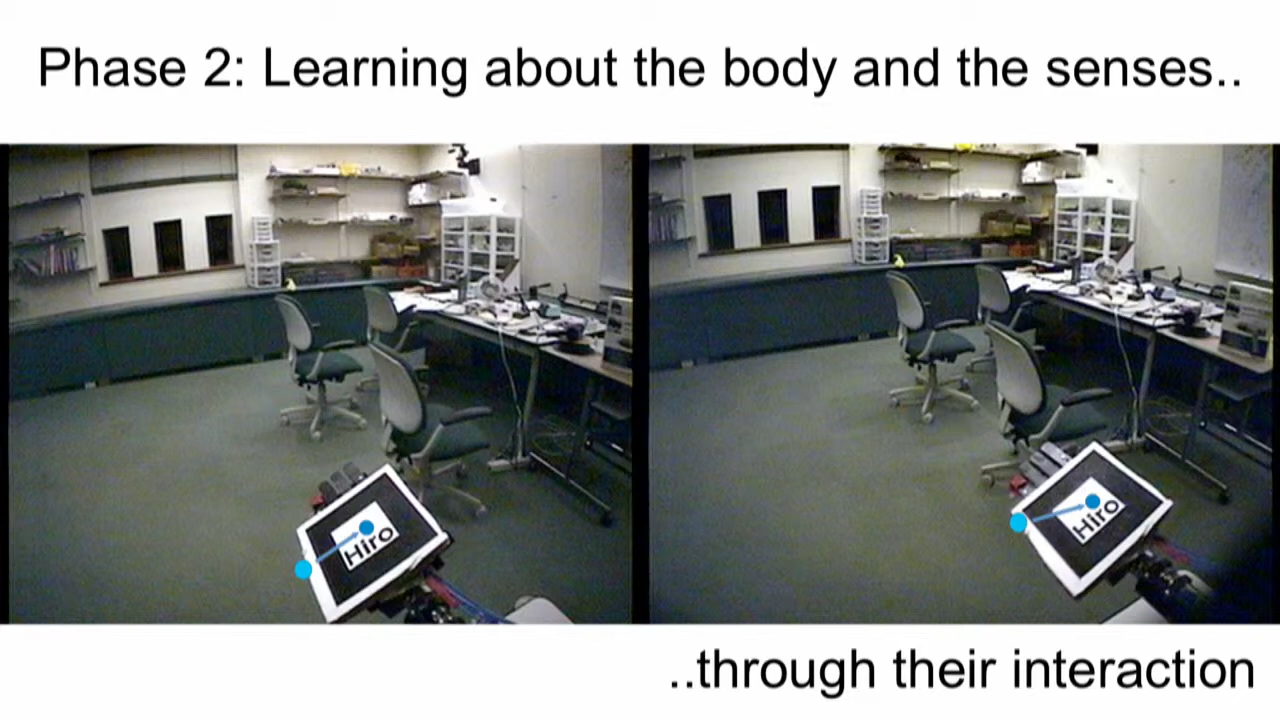 Phase 2: Learning about the body and the senses..
Hiro
Hiro
..through their interaction